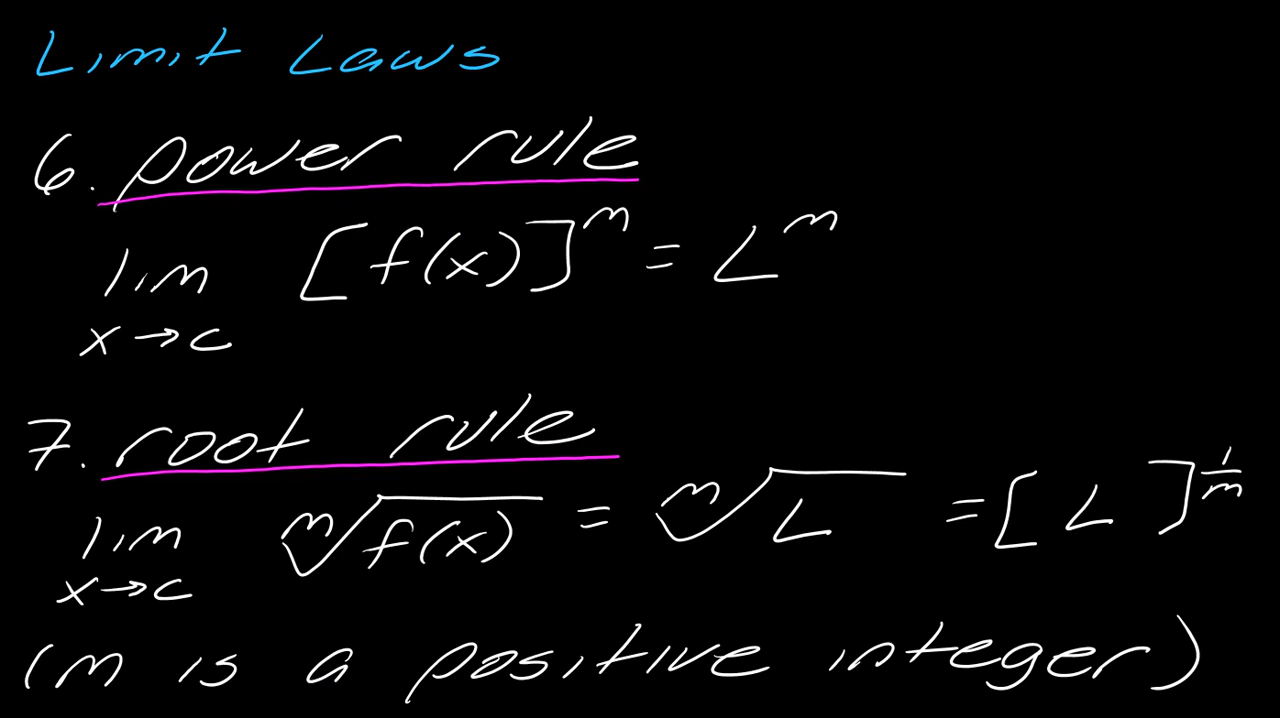 Limit Laws
6. power rule
lim x→c [f(x)]^m = L^m
7. root rule
lim x→c ᵐ√f(x) = ᵐ√L = [L]^(1/m)
(m is a positive integer)